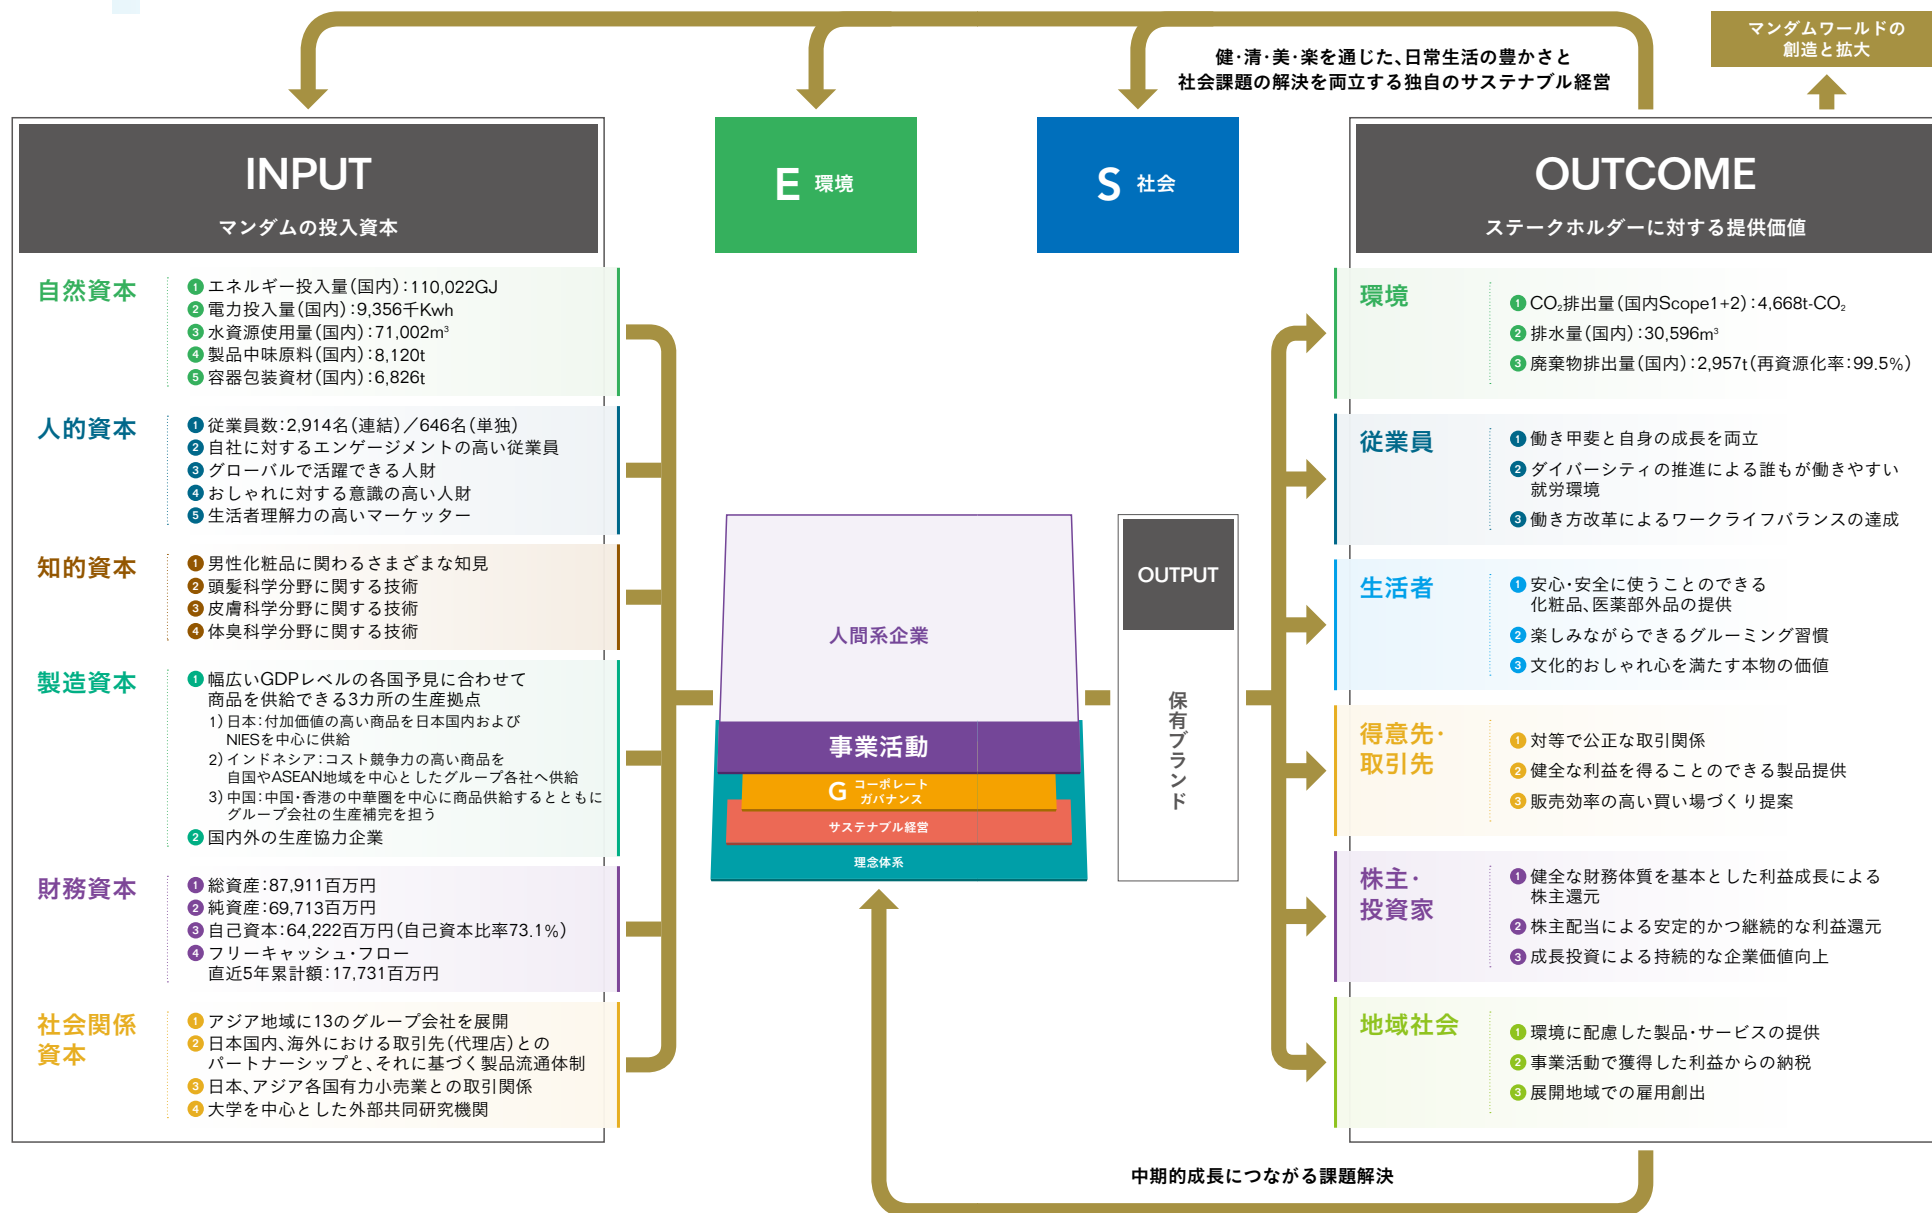 マンダムワールドの
創造と拡大
健・清・美・楽を通じた、日常生活の豊かさと
社会課題の解決を両立する独自のサステナブル経営
INPUT
マンダムの投入資本
自然資本
1 エネルギー投入量(国内):110,022GJ
2 電力投入量(国内):9,356千Kwh
3 水資源使用量(国内):71,002m³
4 製品中味原料(国内):8,120t
5 容器包装資材(国内):6,826t
人的資本
1 従業員数:2,914名(連結)/646名(単独)
2 自社に対するエンゲージメントの高い従業員
3 グローバルで活躍できる人財
4 おしゃれに対する意識の高い人財
5 生活者理解力の高いマーケッター
知的資本
1 男性化粧品に関わるさまざまな知見
2 頭髪科学分野に関する技術
3 皮膚科学分野に関する技術
4 体臭科学分野に関する技術
製造資本
1 幅広いGDPレベルの各国予見に合わせて
商品を供給できる3カ所の生産拠点
1)日本:付加価値の高い商品を日本国内および
NIESを中心に供給
2)インドネシア:コスト競争力の高い商品を
自国やASEAN地域を中心としたグループ各社へ供給
3)中国:中国・香港の中華圏を中心に商品供給するとともに
グループ会社の生産補完を担う
2 国内外の生産協力企業
財務資本
1 総資産:87,911百万円
2 純資産:69,713百万円
3 自己資本:64,222百万円(自己資本比率73.1%)
4 フリーキャッシュ・フロー
直近5年累計額:17,731百万円
社会関係
資本
1 アジア地域に13のグループ会社を展開
2 日本国内、海外における取引先(代理店)との
パートナーシップと、それに基づく製品流通体制
3 日本、アジア各国有力小売業との取引関係
4 大学を中心とした外部共同研究機関
E 環境
S 社会
人間系企業
事業活動
G コーポレート
ガバナンス
サステナブル経営
理念体系
OUTPUT
保有ブランド
OUTCOME
ステークホルダーに対する提供価値
環境
1 CO₂排出量(国内Scope1+2):4,668t-CO₂
2 排水量(国内):30,596m³
3 廃棄物排出量(国内):2,957t(再資源化率:99.5%)
従業員
1 働き甲斐と自身の成長を両立
2 ダイバーシティの推進による誰もが働きやすい
就労環境
3 働き方改革によるワークライフバランスの達成
生活者
1 安心・安全に使うことのできる
化粧品、医薬部外品の提供
2 楽しみながらできるグルーミング習慣
3 文化的おしゃれ心を満たす本物の価値
得意先・
取引先
1 対等で公正な取引関係
2 健全な利益を得ることのできる製品提供
3 販売効率の高い買い場づくり提案
株主・
投資家
1 健全な財務体質を基本とした利益成長による
株主還元
2 株主配当による安定的かつ継続的な利益還元
3 成長投資による持続的な企業価値向上
地域社会
1 環境に配慮した製品・サービスの提供
2 事業活動で獲得した利益からの納税
3 展開地域での雇用創出
中期的成長につながる課題解決